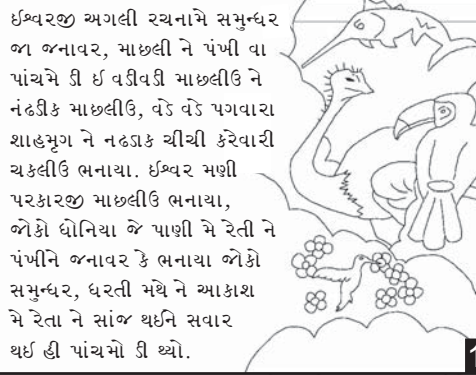 ઈશ્વરજી અગલી રચનામે સમુન્ધર
જા જનાવર, માછલી ને પંખી વા
પાંચમે ડી ઈ વડીવડી માછલીઉ ને
નંઢડીક માછલીઉ, વડે વડે પગવારા
શાહમૃગ ને નઢડાક ચીચી કરેવારી
ચકલીઉ ભનાયા. ઈશ્વર મણી
પરકારજી માછલીઉ ભનાયા,
જોકો ધોનિયા જે પાણી મે રેતી ને
પંખીને જનાવર કે ભનાયા જોકો
સમુન્ધર, ધરતી મથે ને આકાશ
મે રેતા ને સાંજ થઈને સવાર
થઇ હી પાંચમો ડી થ્યો.